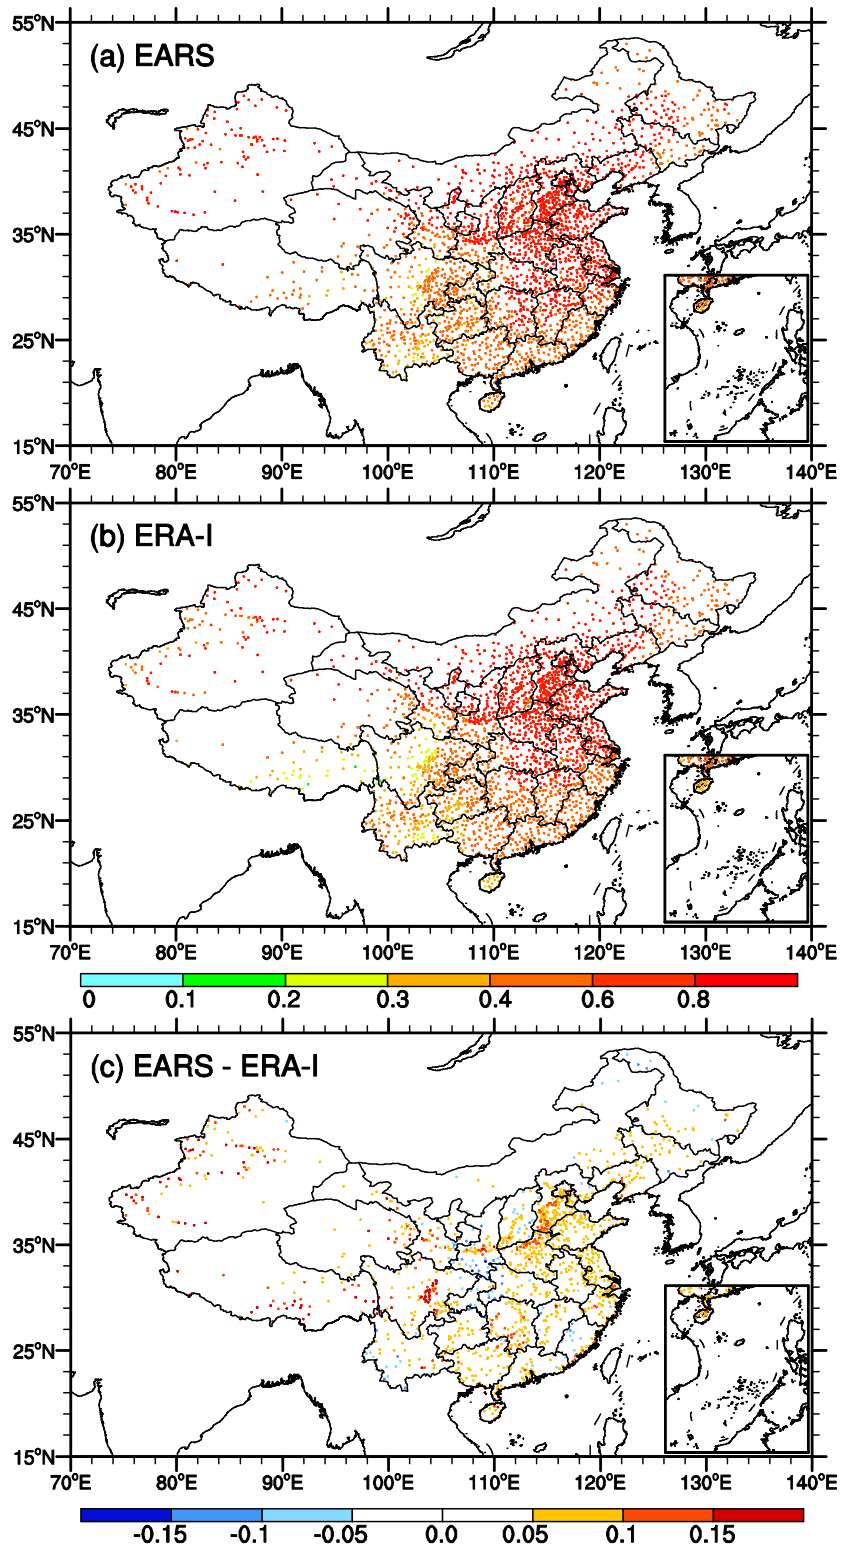 55°N
(a) EARS
45°N
35°N
25°N
15°N
70°E 80°E 90°E 100°E 110°E 120°E 130°E 140°E
55°N
(b) ERA-I
45°N
35°N
25°N
15°N
70°E 80°E 90°E 100°E 110°E 120°E 130°E 140°E
0 0.1 0.2 0.3 0.4 0.6 0.8
55°N
(c) EARS - ERA-I
45°N
35°N
25°N
15°N
70°E 80°E 90°E 100°E 110°E 120°E 130°E 140°E
-0.15 -0.1 -0.05 0.0 0.05 0.1 0.15